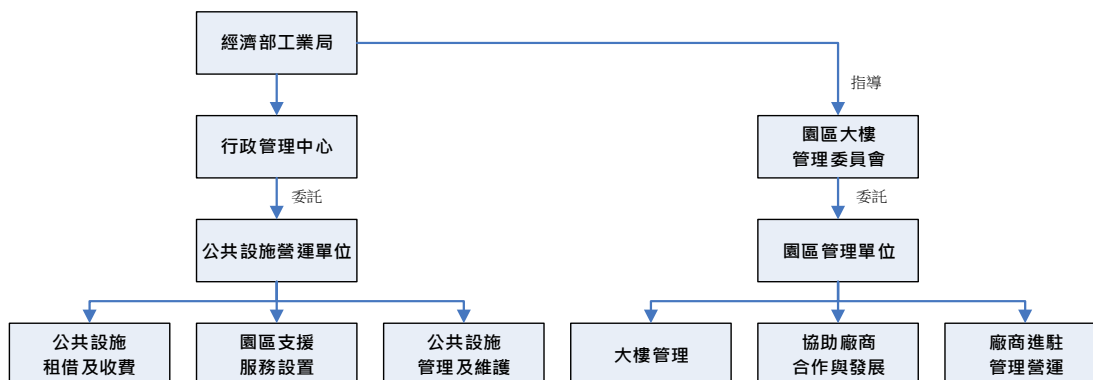 經濟部工業局
指導
行政管理中心
園區大樓
管理委員會
委託
委託
公共設施營運單位
園區管理單位
公共設施
租借及收費
園區支援
服務設置
公共設施
管理及維護
大樓管理
協助廠商
合作與發展
廠商進駐
管理營運